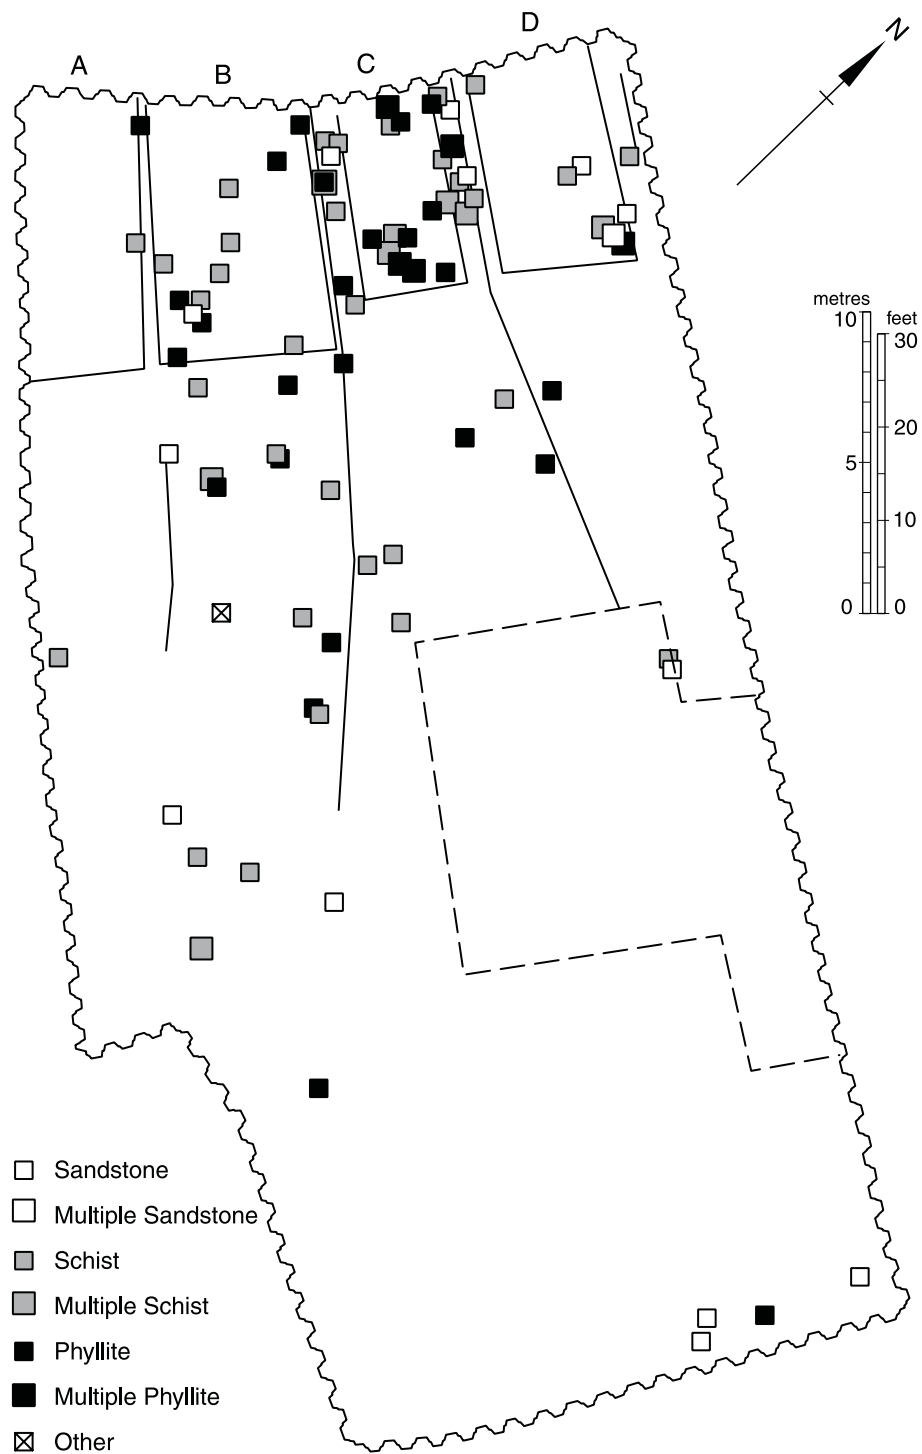 D
N
A
B
C
metres
feet
10
30
20
5
10
0
0
Sandstone
Multiple Sandstone
Schist
Multiple Schist
Phyllite
Multiple Phyllite
Other